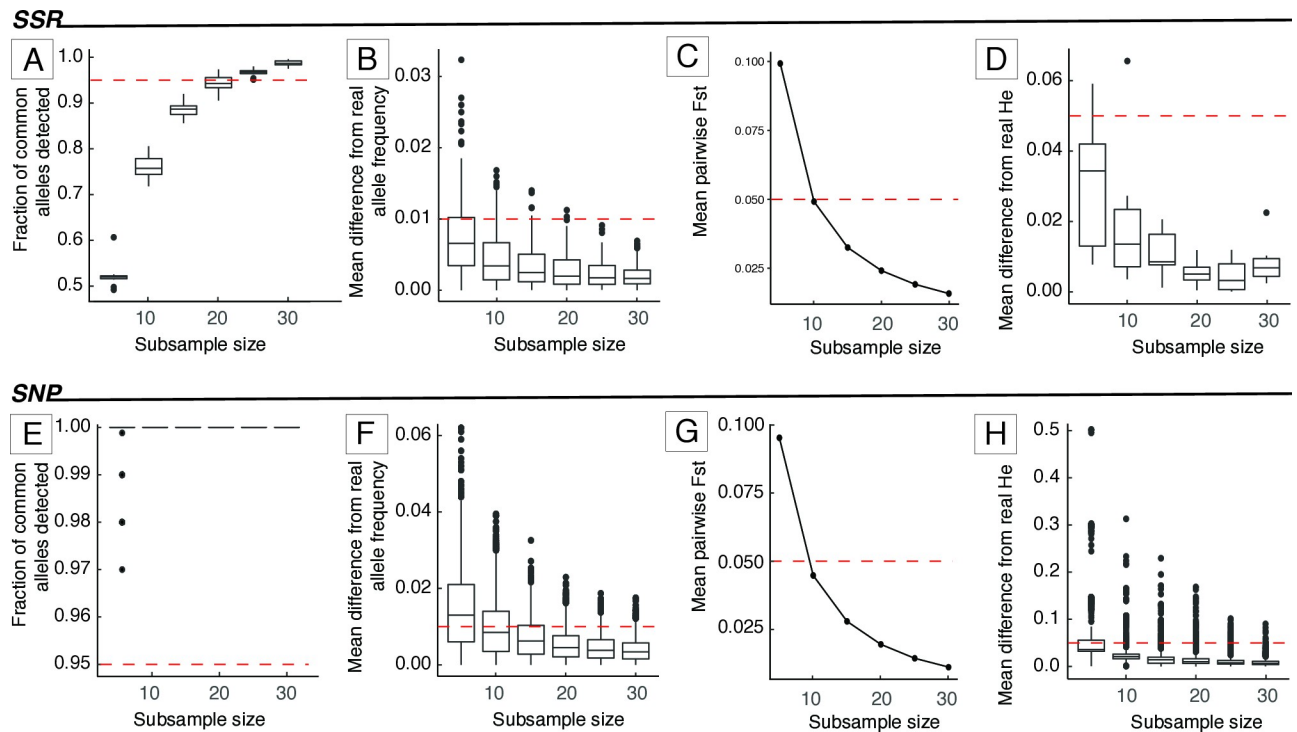 SSR
A
Fraction of common
alleles detected
1.0
0.9
0.8
0.7
0.6
0.5
10 20 30
Subsample size
B
Mean difference from real
allele frequency
0.03
0.02
0.01
0.00
10 20 30
Subsample size
C
Mean pairwise Fst
0.100
0.075
0.050
0.025
10 20 30
Subsample size
D
Mean difference from real He
0.06
0.04
0.02
0.00
10 20 30
Subsample size
SNP
E
Fraction of common
alleles detected
1.00
0.99
0.98
0.97
0.96
0.95
10 20 30
Subsample size
F
Mean difference from real
allele frequency
0.06
0.04
0.02
0.00
10 20 30
Subsample size
G
Mean pairwise Fst
0.100
0.075
0.050
0.025
10 20 30
Subsample size
H
Mean difference from real He
0.5
0.4
0.3
0.2
0.1
0.0
10 20 30
Subsample size